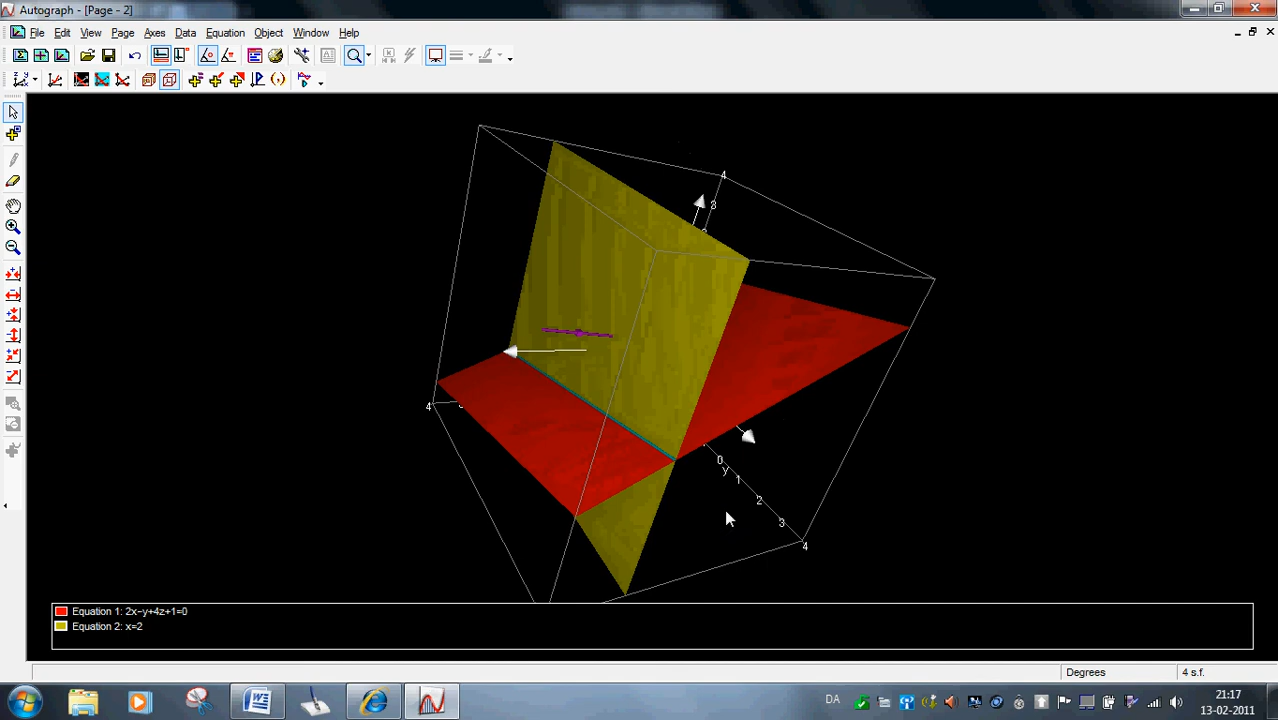 Autograph - [Page - 2]
File Edit View Page Axes Data Equation Object Window Help
4
3
4
0
y
1
2
3
4
Equation 1: 2x−y+4z+1=0
Equation 2: x=2
Degrees 4 s.f.
DA
21:17
13-02-2011